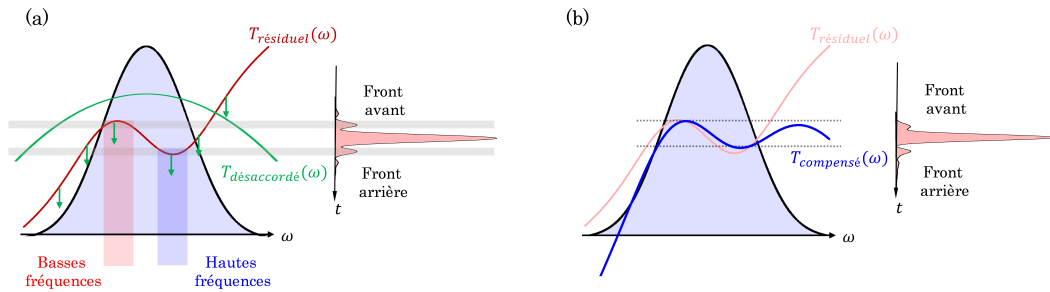 (a)
T_résiduel(ω)
Front
avant
T_désaccordé(ω)
Front
arrière
t
ω
Basses
fréquences
Hautes
fréquences
(b)
T_résiduel(ω)
Front
avant
T_compensé(ω)
Front
arrière
t
ω